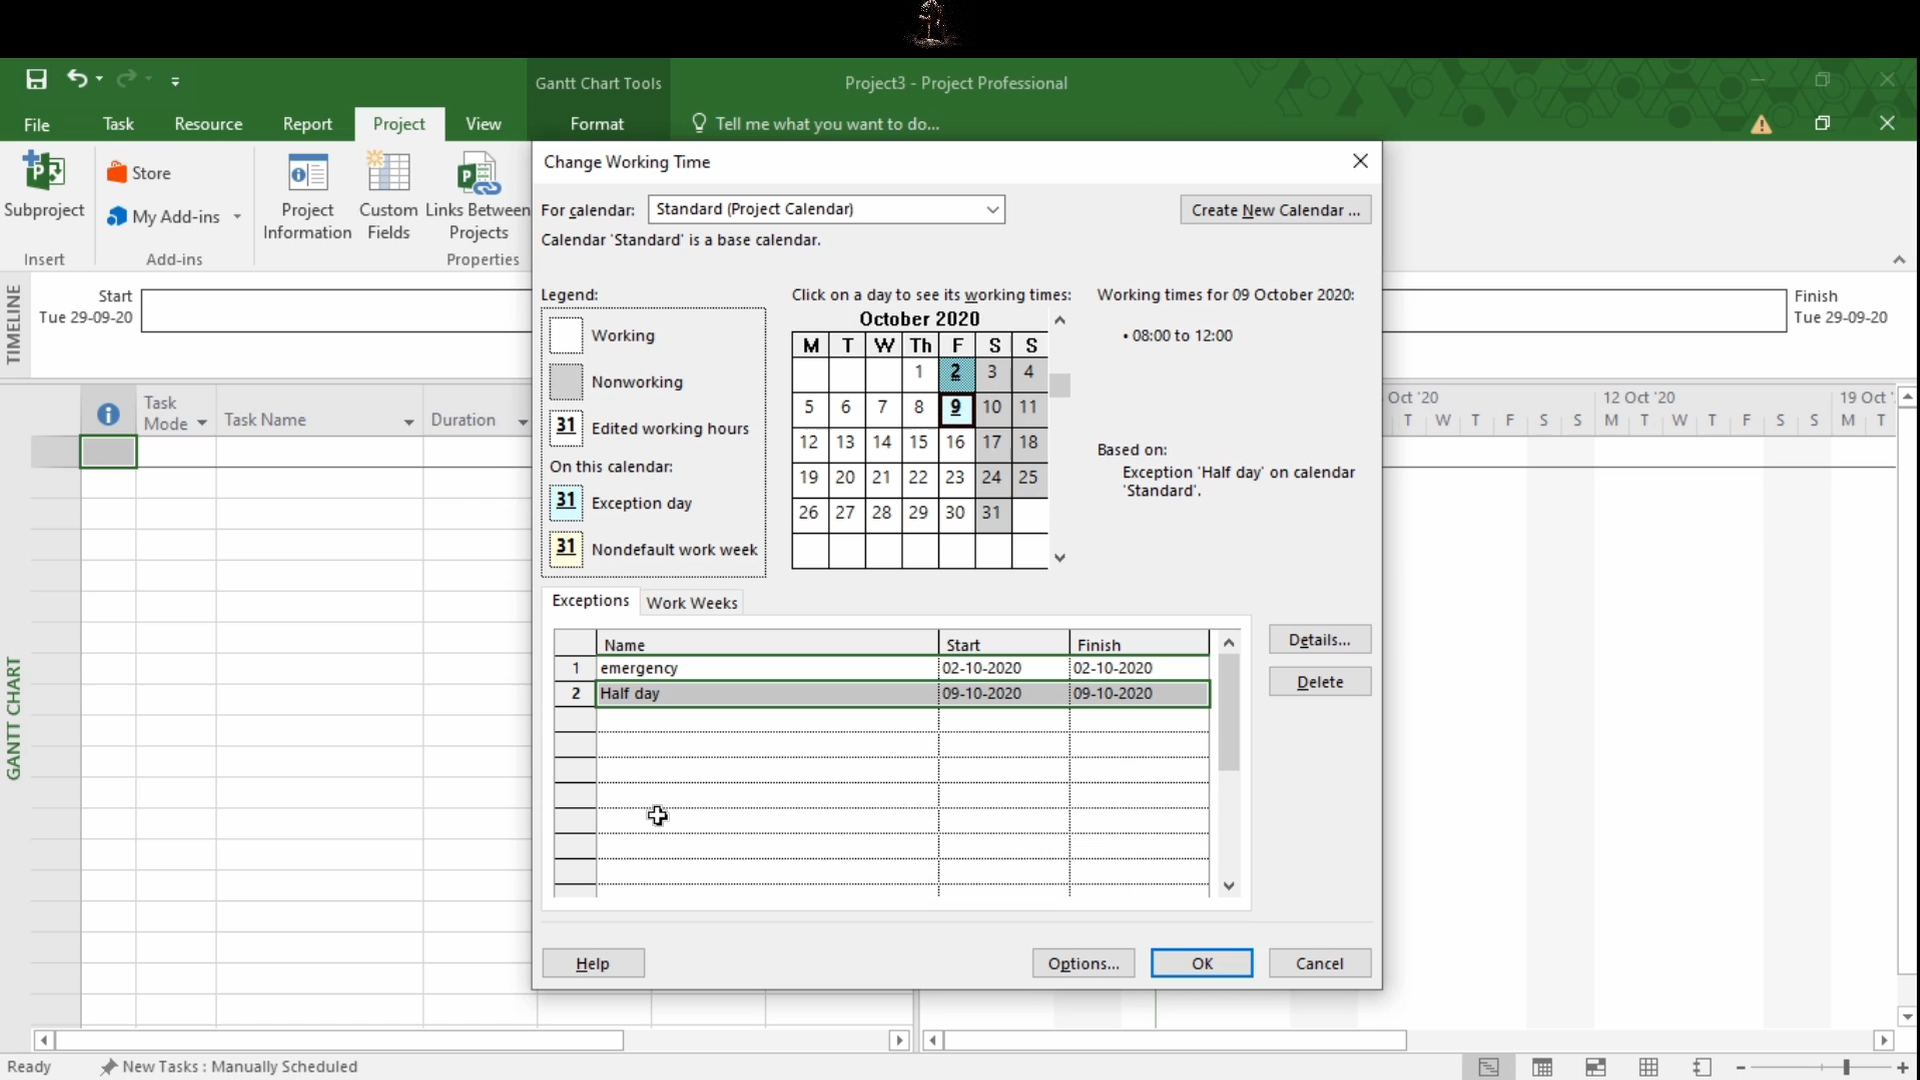 Gantt Chart Tools
Project3 - Project Professional
File
Task
Resource
Report
Project
View
Format
Tell me what you want to do...
Subproject
Store
My Add-ins
Project
Information
Custom
Fields
Links Between
Projects
Insert
Add-ins
Properties
TIMELINE
Start
Tue 29-09-20
Finish
Tue 29-09-20
Change Working Time
For calendar:
Standard (Project Calendar)
Create New Calendar ...
Calendar 'Standard' is a base calendar.
Legend:
Working
Nonworking
31 Edited working hours
On this calendar:
31 Exception day
31 Nondefault work week
Click on a day to see its working times:
October 2020
M T W Th F S S
1 2 3 4
5 6 7 8 9 10 11
12 13 14 15 16 17 18
19 20 21 22 23 24 25
26 27 28 29 30 31
Working times for 09 October 2020:
• 08:00 to 12:00
Based on:
Exception 'Half day' on calendar
'Standard'.
Exceptions
Work Weeks
Name Start Finish
1 emergency 02-10-2020 02-10-2020
2 Half day 09-10-2020 09-10-2020
Details...
Delete
Help
Options...
OK
Cancel
GANTT CHART
Task
Mode
Task Name
Duration
Oct '20
12 Oct '20
19 Oct '
T W T F S S M T W T F S S M T
Ready
New Tasks : Manually Scheduled